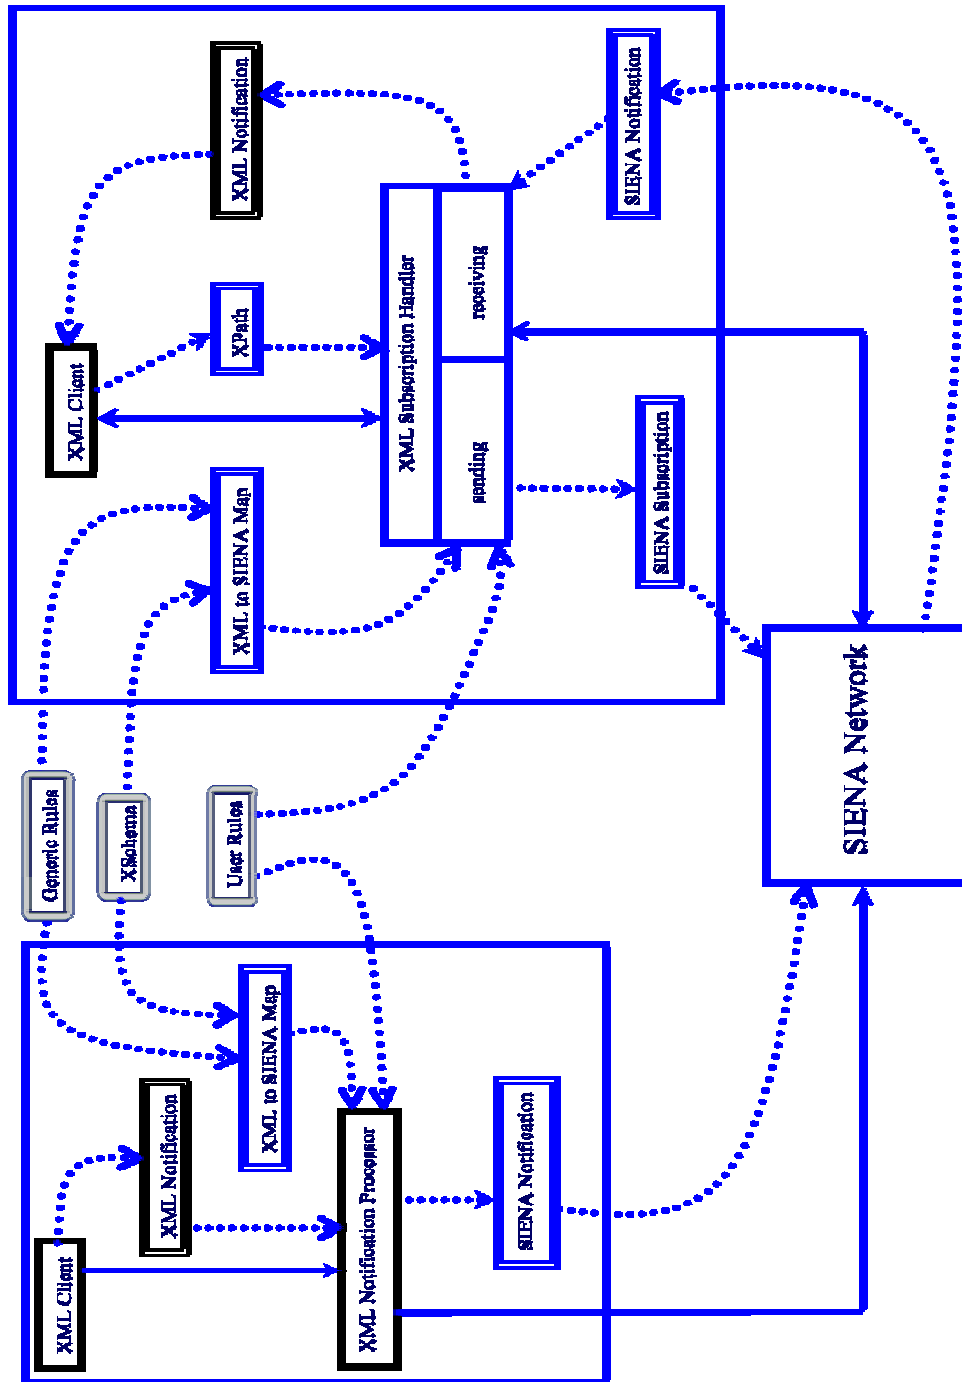 XML Client
XML Notification
XML to SIENA Map
XML Notification Processor
SIENA Notification
Generic Rules
XSchema
User Rules
XML Client
XML Notification
XPath
XML to SIENA Map
XML Subscription Handler
sending
receiving
SIENA Subscription
SIENA Notification
SIENA Network